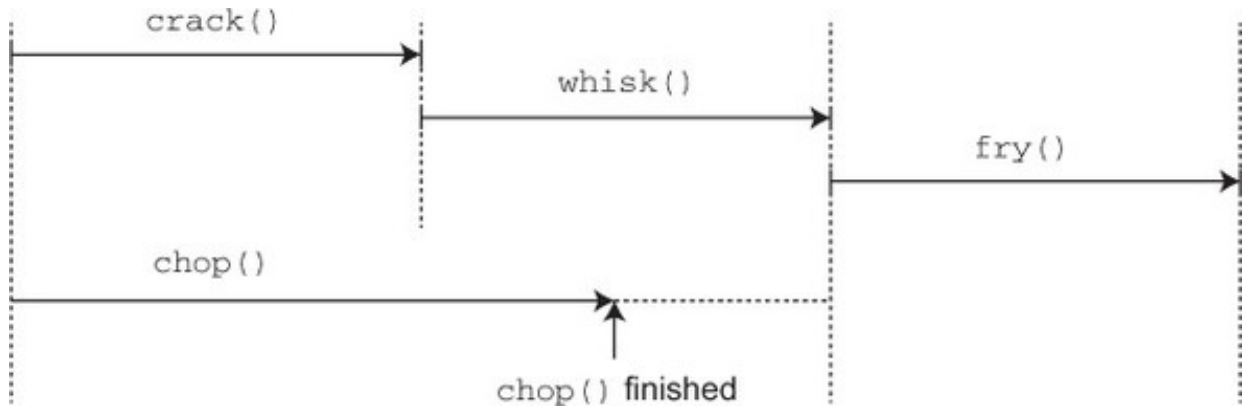 crack()
whisk()
fry()
chop()
chop() finished